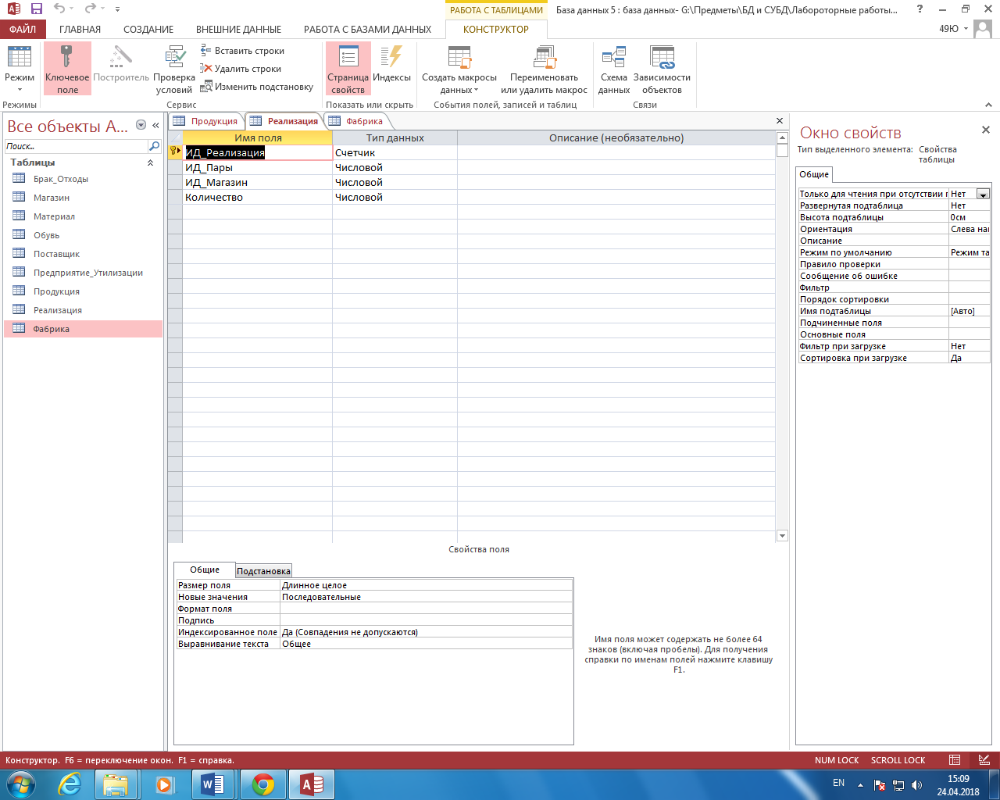 РАБОТА С ТАБЛИЦАМИ
База данных5 : база данных- G:\Предметы\БД и СУБД\Лабороторные работы...
ФАЙЛ ГЛАВНАЯ СОЗДАНИЕ ВНЕШНИЕ ДАННЫЕ РАБОТА С БАЗАМИ ДАННЫХ КОНСТРУКТОР
49Ю
Режим
Ключевое поле
Построитель
Проверка условий
Вставить строки
Удалить строки
Изменить подстановку
Страница свойств
Индексы
Создать макросы данных
Переименовать или удалить макрос
Схема данных
Зависимости объектов
Режимы Сервис Показать или скрыть События полей, записей и таблиц Связи
Все объекты A...
Поиск...
Таблицы
Брак_Отходы
Магазин
Материал
Обувь
Поставщик
Предприятие_Утилизации
Продукция
Реализация
Фабрика
Продукция Реализация Фабрика
Имя поля Тип данных Описание (необязательно)
ИД_Реализация Счетчик
ИД_Пары Числовой
ИД_Магазин Числовой
Количество Числовой
Свойства поля
Общие Подстановка
Размер поля Длинное целое
Новые значения Последовательные
Формат поля
Подпись
Индексированное поле Да (Совпадения не допускаются)
Выравнивание текста Общее
Имя поля может содержать не более 64
знаков (включая пробелы). Для получения
справки по именам полей нажмите клавишу
F1.
Окно свойств
Тип выделенного элемента: Свойства
таблицы
Общие
Только для чтения при отсутствии п Нет
Развернутая подтаблица Нет
Высота подтаблицы 0см
Ориентация Слева на
Описание
Режим по умолчанию Режим та
Правило проверки
Сообщение об ошибке
Фильтр
Порядок сортировки
Имя подтаблицы [Авто]
Подчиненные поля
Основные поля
Фильтр при загрузке Нет
Сортировка при загрузке Да
Конструктор. F6 = переключение окон. F1 = справка.
NUM LOCK SCROLL LOCK
EN
15:09
24.04.2018